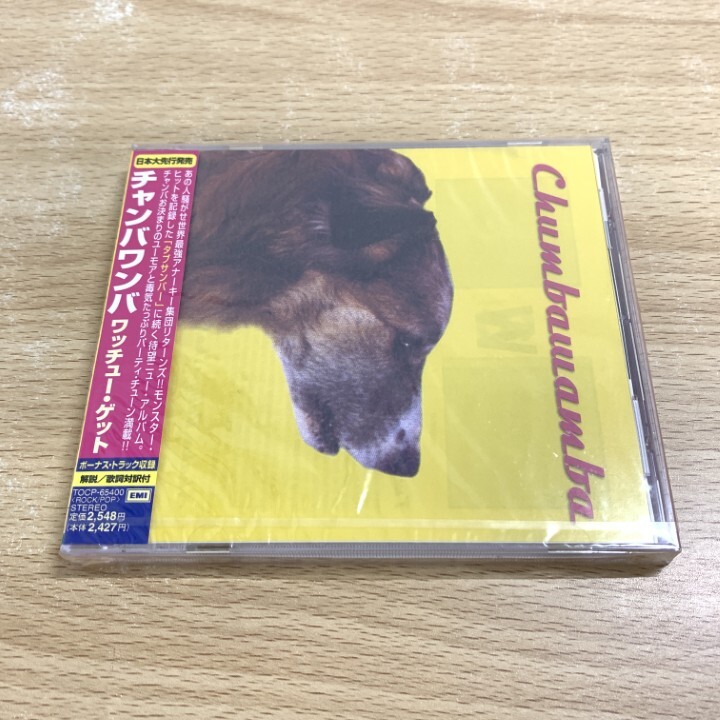 日本大先行発売
チャンバワンバ
ワッチュー・ゲット
あの人騒がせ世界最強アナーキー集団リターンズ!!モンスター・
ヒットを記録した「タブサンパー」に続く待望ニュー・アルバム。
チャンバお決まりのユーモアと毒気たっぷりパーティ・チューン満載!!
ボーナス・トラック収録
解説/歌詞対訳付
TOCP-65400
EMI
(ROCK/POP)
STEREO
定価2,548円
(本体2,427円)
Chumbawamba